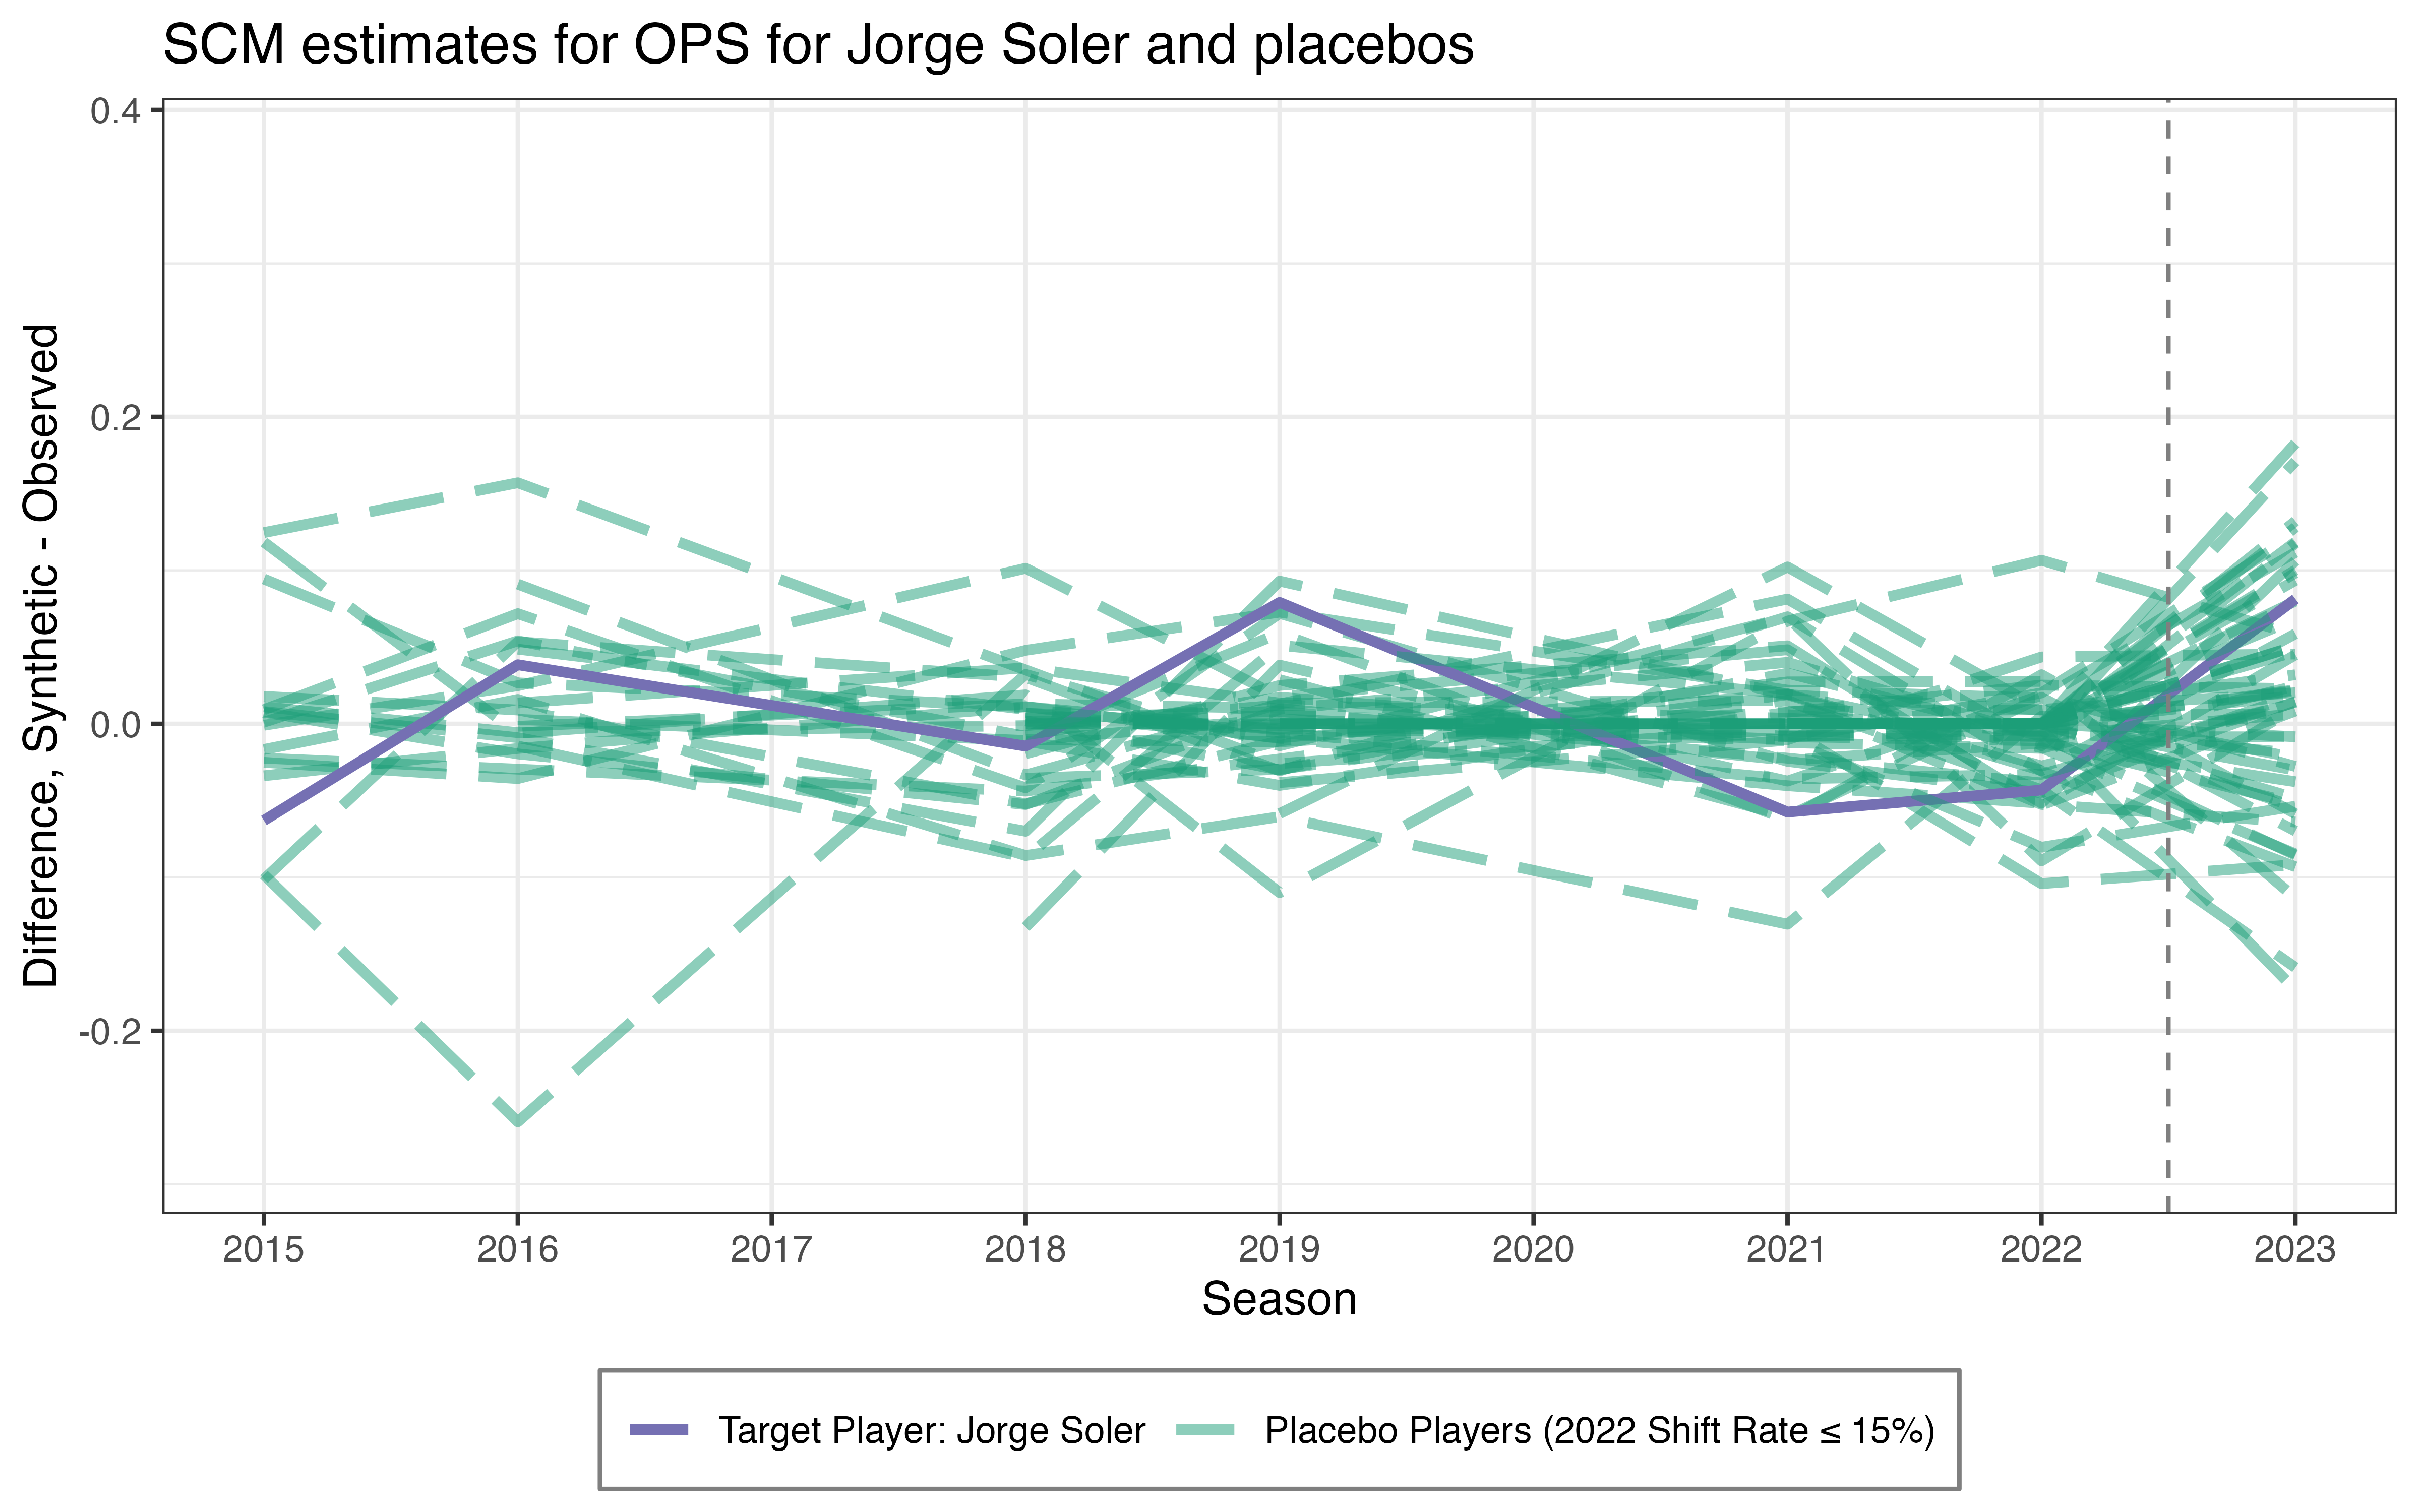 SCM estimates for OPS for Jorge Soler and placebos
Difference, Synthetic - Observed
0.4
0.2
0.0
-0.2
2015 2016 2017 2018 2019 2020 2021 2022 2023
Season
Target Player: Jorge Soler Placebo Players (2022 Shift Rate ≤ 15%)